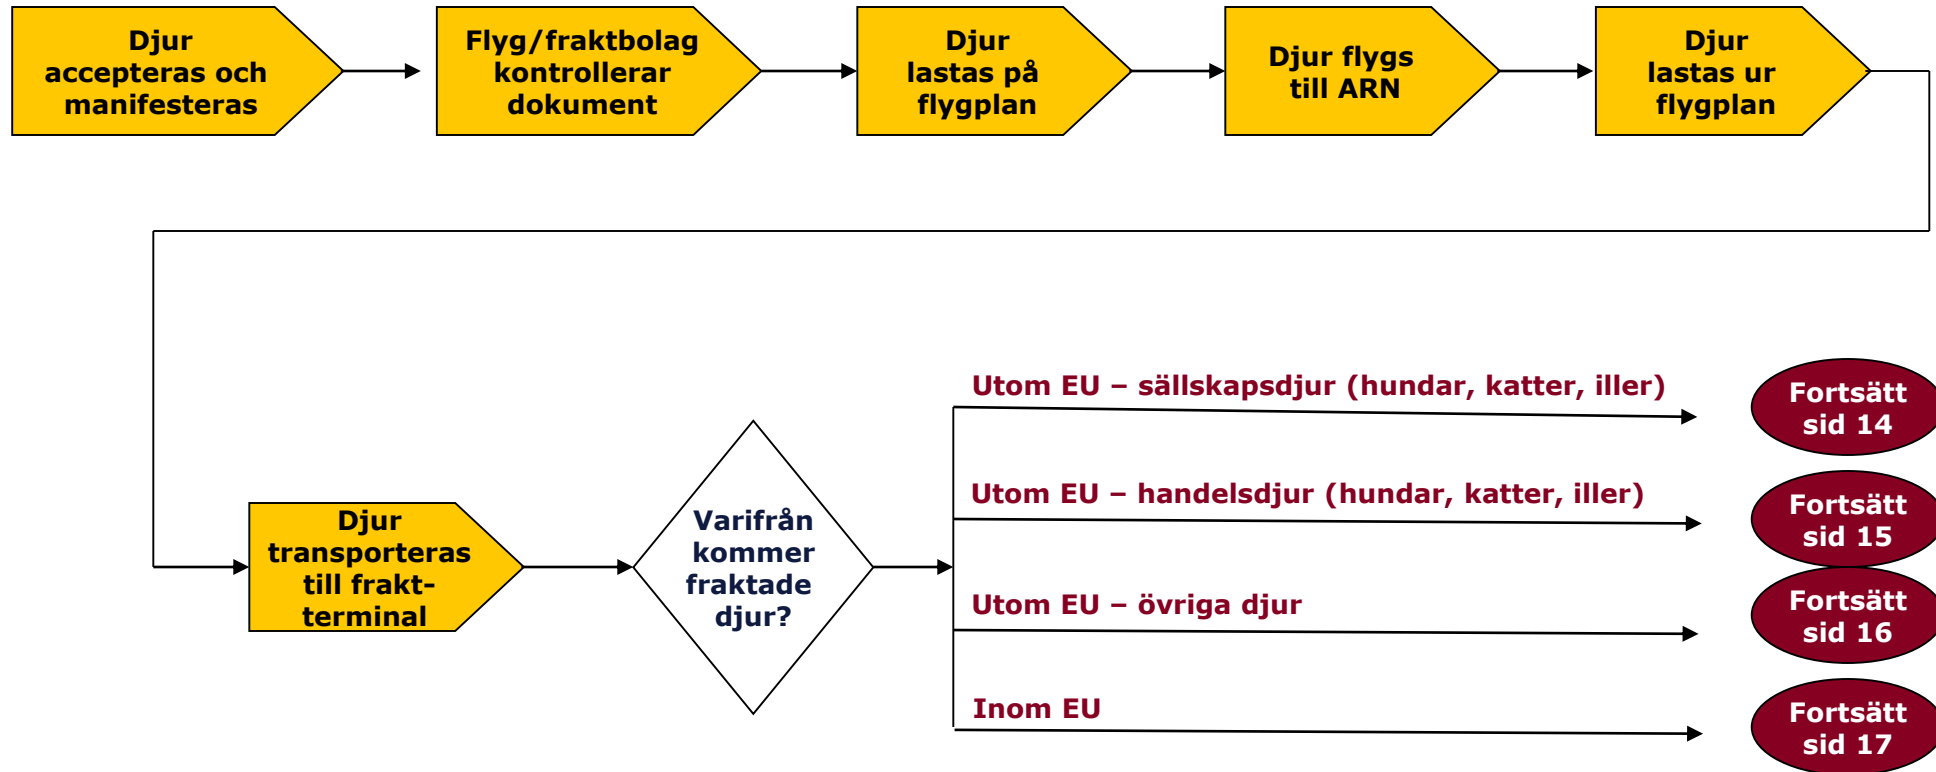 Djur
accepteras och
manifesteras
Flyg/fraktbolag
kontrollerar
dokument
Djur
lastas på
flygplan
Djur flygs
till ARN
Djur
lastas ur
flygplan
Djur
transporteras
till frakt-
terminal
Varifrån
kommer
fraktade
djur?
Utom EU – sällskapsdjur (hundar, katter, iller)
Fortsätt
sid 14
Utom EU – handelsdjur (hundar, katter, iller)
Fortsätt
sid 15
Utom EU – övriga djur
Fortsätt
sid 16
Inom EU
Fortsätt
sid 17